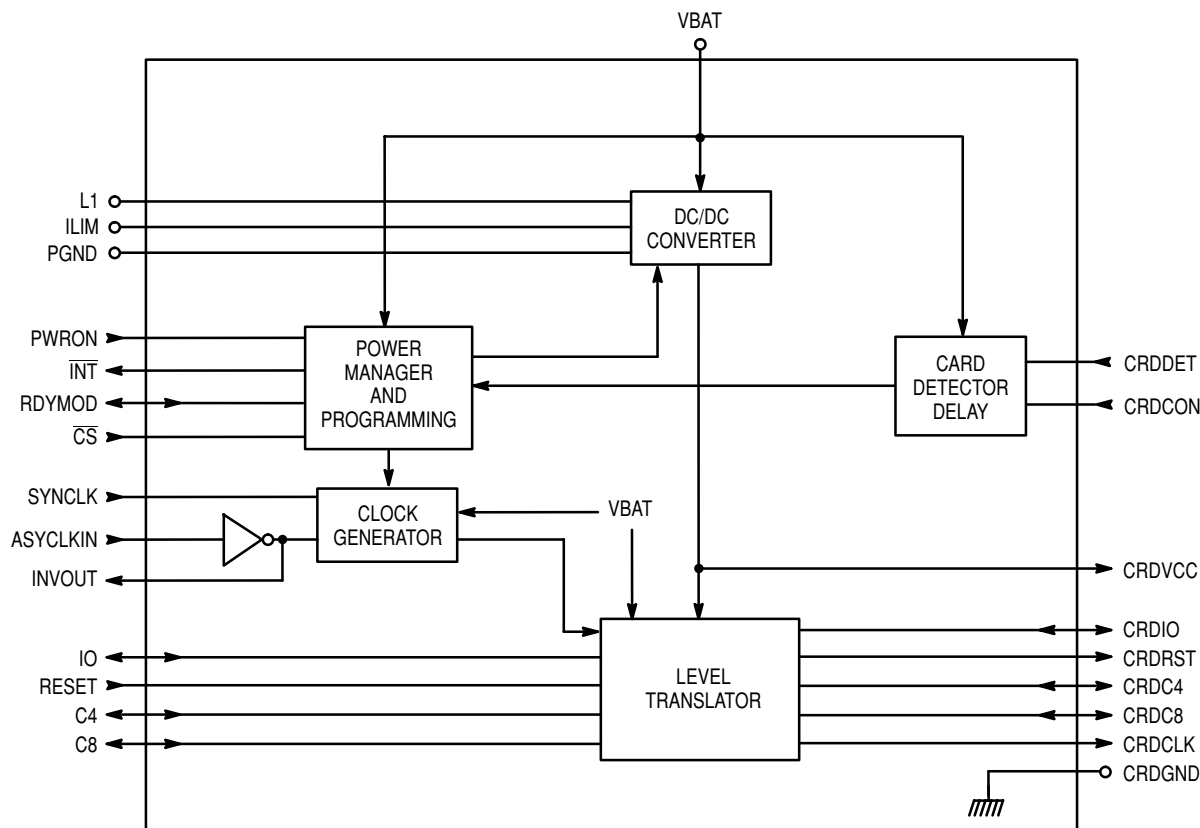 VBAT
L1
ILIM
PGND
DC/DC
CONVERTER
PWRON
INT
RDYMOD
CS
POWER
MANAGER
AND
PROGRAMMING
CARD
DETECTOR
DELAY
CRDDET
CRDCON
SYNCLK
ASYCLKIN
INVOUT
CLOCK
GENERATOR
VBAT
CRDVCC
IO
RESET
C4
C8
LEVEL
TRANSLATOR
CRDIO
CRDRST
CRDC4
CRDC8
CRDCLK
CRDGND